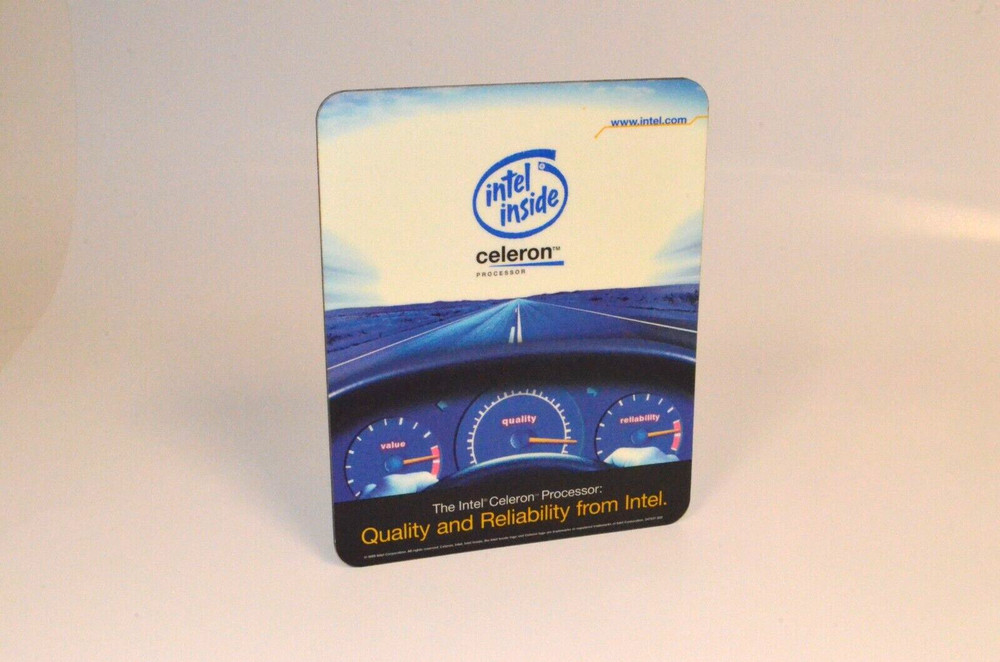 www.intel.com
intel
inside
celeron™
PROCESSOR
value
quality
reliability
The Intel® Celeron™ Processor:
Quality and Reliability from Intel.